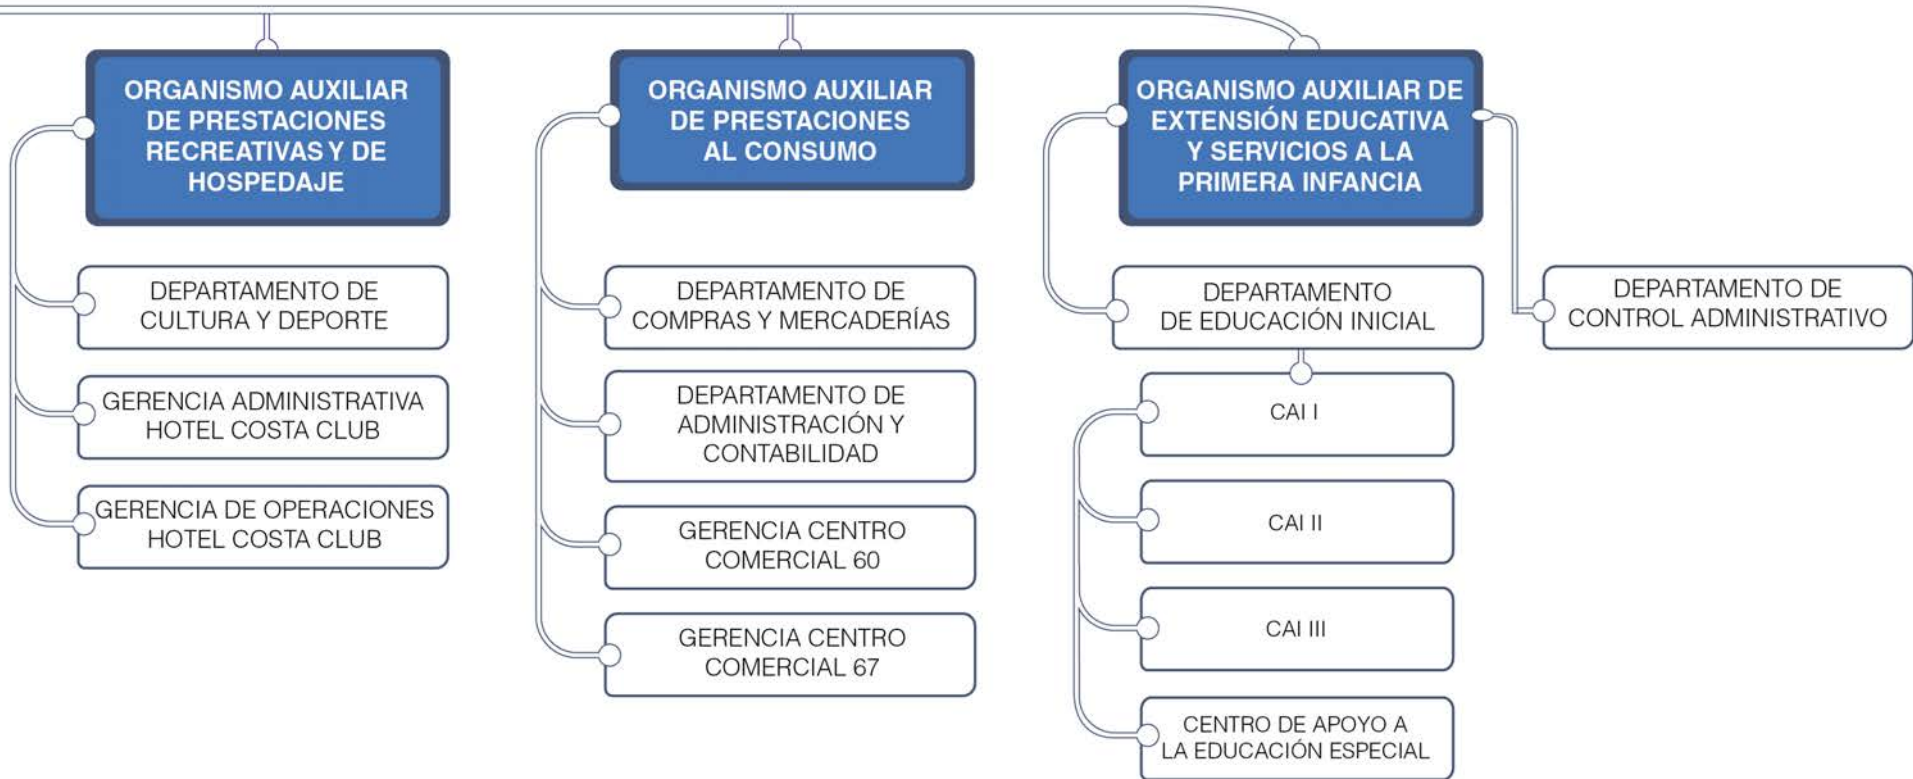 ORGANISMO AUXILIAR
DE PRESTACIONES
RECREATIVAS Y DE
HOSPEDAJE
DEPARTAMENTO DE
CULTURA Y DEPORTE
GERENCIA ADMINISTRATIVA
HOTEL COSTA CLUB
GERENCIA DE OPERACIONES
HOTEL COSTA CLUB
ORGANISMO AUXILIAR
DE PRESTACIONES
AL CONSUMO
DEPARTAMENTO DE
COMPRAS Y MERCADERÍAS
DEPARTAMENTO DE
ADMINISTRACIÓN Y
CONTABILIDAD
GERENCIA CENTRO
COMERCIAL 60
GERENCIA CENTRO
COMERCIAL 67
ORGANISMO AUXILIAR DE
EXTENSIÓN EDUCATIVA
Y SERVICIOS A LA
PRIMERA INFANCIA
DEPARTAMENTO
DE EDUCACIÓN INICIAL
CAI I
CAI II
CAI III
CENTRO DE APOYO A
LA EDUCACIÓN ESPECIAL
DEPARTAMENTO DE
CONTROL ADMINISTRATIVO